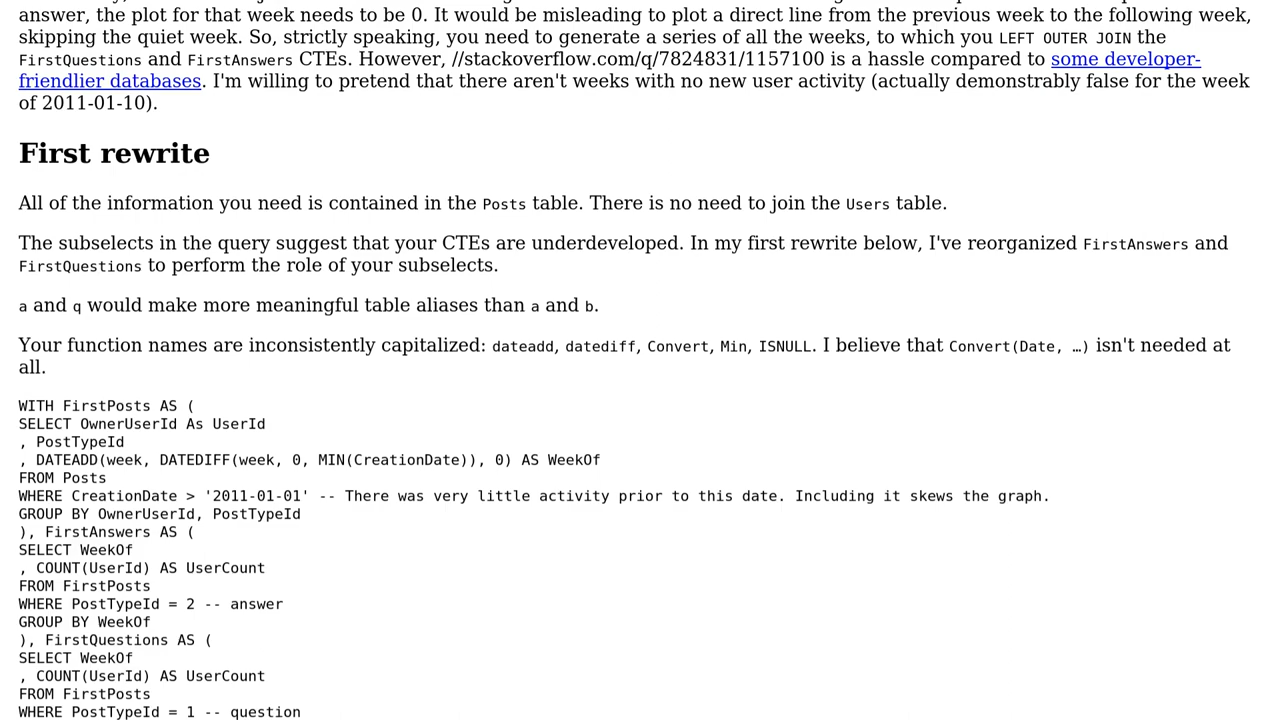 answer, the plot for that week needs to be 0. It would be misleading to plot a direct line from the previous week to the following week,
skipping the quiet week. So, strictly speaking, you need to generate a series of all the weeks, to which you LEFT OUTER JOIN the
FirstQuestions and FirstAnswers CTEs. However, //stackoverflow.com/q/7824831/1157100 is a hassle compared to some developer-
friendlier databases. I'm willing to pretend that there aren't weeks with no new user activity (actually demonstrably false for the week
of 2011-01-10).
First rewrite
All of the information you need is contained in the Posts table. There is no need to join the Users table.
The subselects in the query suggest that your CTEs are underdeveloped. In my first rewrite below, I've reorganized FirstAnswers and
FirstQuestions to perform the role of your subselects.
a and q would make more meaningful table aliases than a and b.
Your function names are inconsistently capitalized: dateadd, datediff, Convert, Min, ISNULL. I believe that Convert(Date, …) isn't needed at
all.
WITH FirstPosts AS (
SELECT OwnerUserId As UserId
, PostTypeId
, DATEADD(week, DATEDIFF(week, 0, MIN(CreationDate)), 0) AS WeekOf
FROM Posts
WHERE CreationDate > '2011-01-01' -- There was very little activity prior to this date. Including it skews the graph.
GROUP BY OwnerUserId, PostTypeId
), FirstAnswers AS (
SELECT WeekOf
, COUNT(UserId) AS UserCount
FROM FirstPosts
WHERE PostTypeId = 2 -- answer
GROUP BY WeekOf
), FirstQuestions AS (
SELECT WeekOf
, COUNT(UserId) AS UserCount
FROM FirstPosts
WHERE PostTypeId = 1 -- question